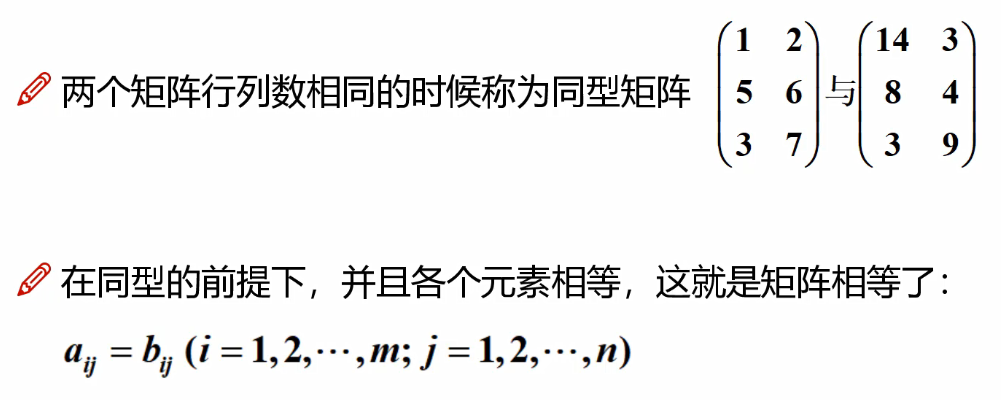 两个矩阵行列数相同的时候称为同型矩阵 $\begin{pmatrix} 1 & 2 \\ 5 & 6 \\ 3 & 7 \end{pmatrix}$与$\begin{pmatrix} 14 & 3 \\ 8 & 4 \\ 3 & 9 \end{pmatrix}$
在同型的前提下，并且各个元素相等，这就是矩阵相等了：
$a_{ij} = b_{ij}\ (i = 1,2,\cdots,m;\ j = 1,2,\cdots,n)$